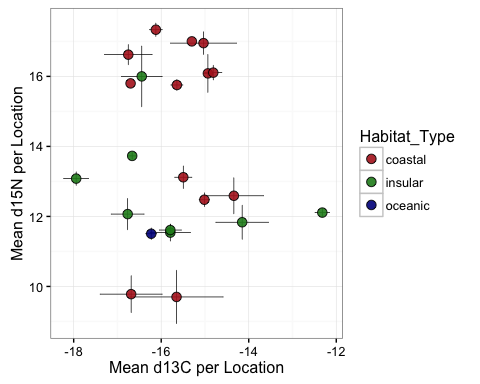 16
14
12
10
-18
-16
-14
-12
Mean d15N per Location
Mean d13C per Location
Habitat_Type
coastal
insular
oceanic